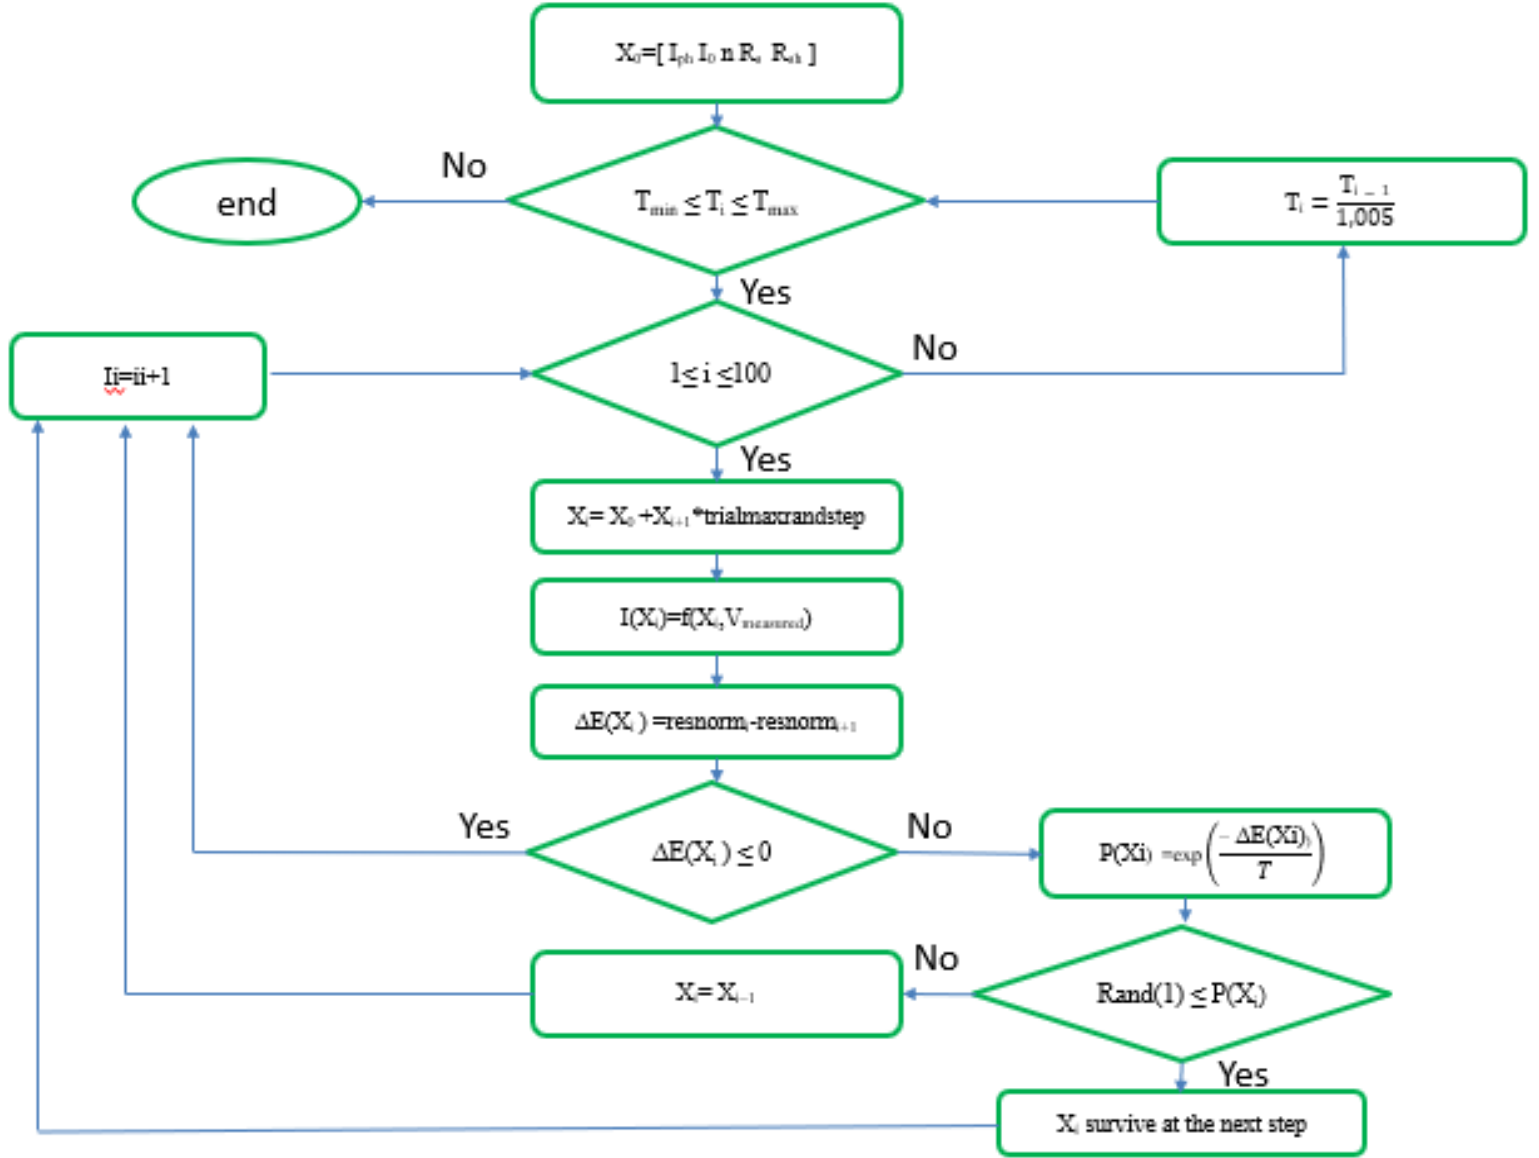 X₀=[ Iₚₕ I₀ n Rₛ Rₛₕ ]
No
end
Tmin ≤ Ti ≤ Tmax
Ti = Ti − 1 / 1,005
Yes
Ii=ii+1
1≤ i ≤100
No
Yes
Xi= X₀ +Xi+1*trialmaxrandstep
I(Xi)=f(Xi,Vmeasured)
ΔE(Xi ) =resnormi-resnormi+1
Yes
ΔE(Xi ) ≤ 0
No
P(Xi) =exp(− ΔE(Xi)) / T)
No
Xi= Xi−1
Rand(1) ≤ P(Xi)
Yes
Xi survive at the next step